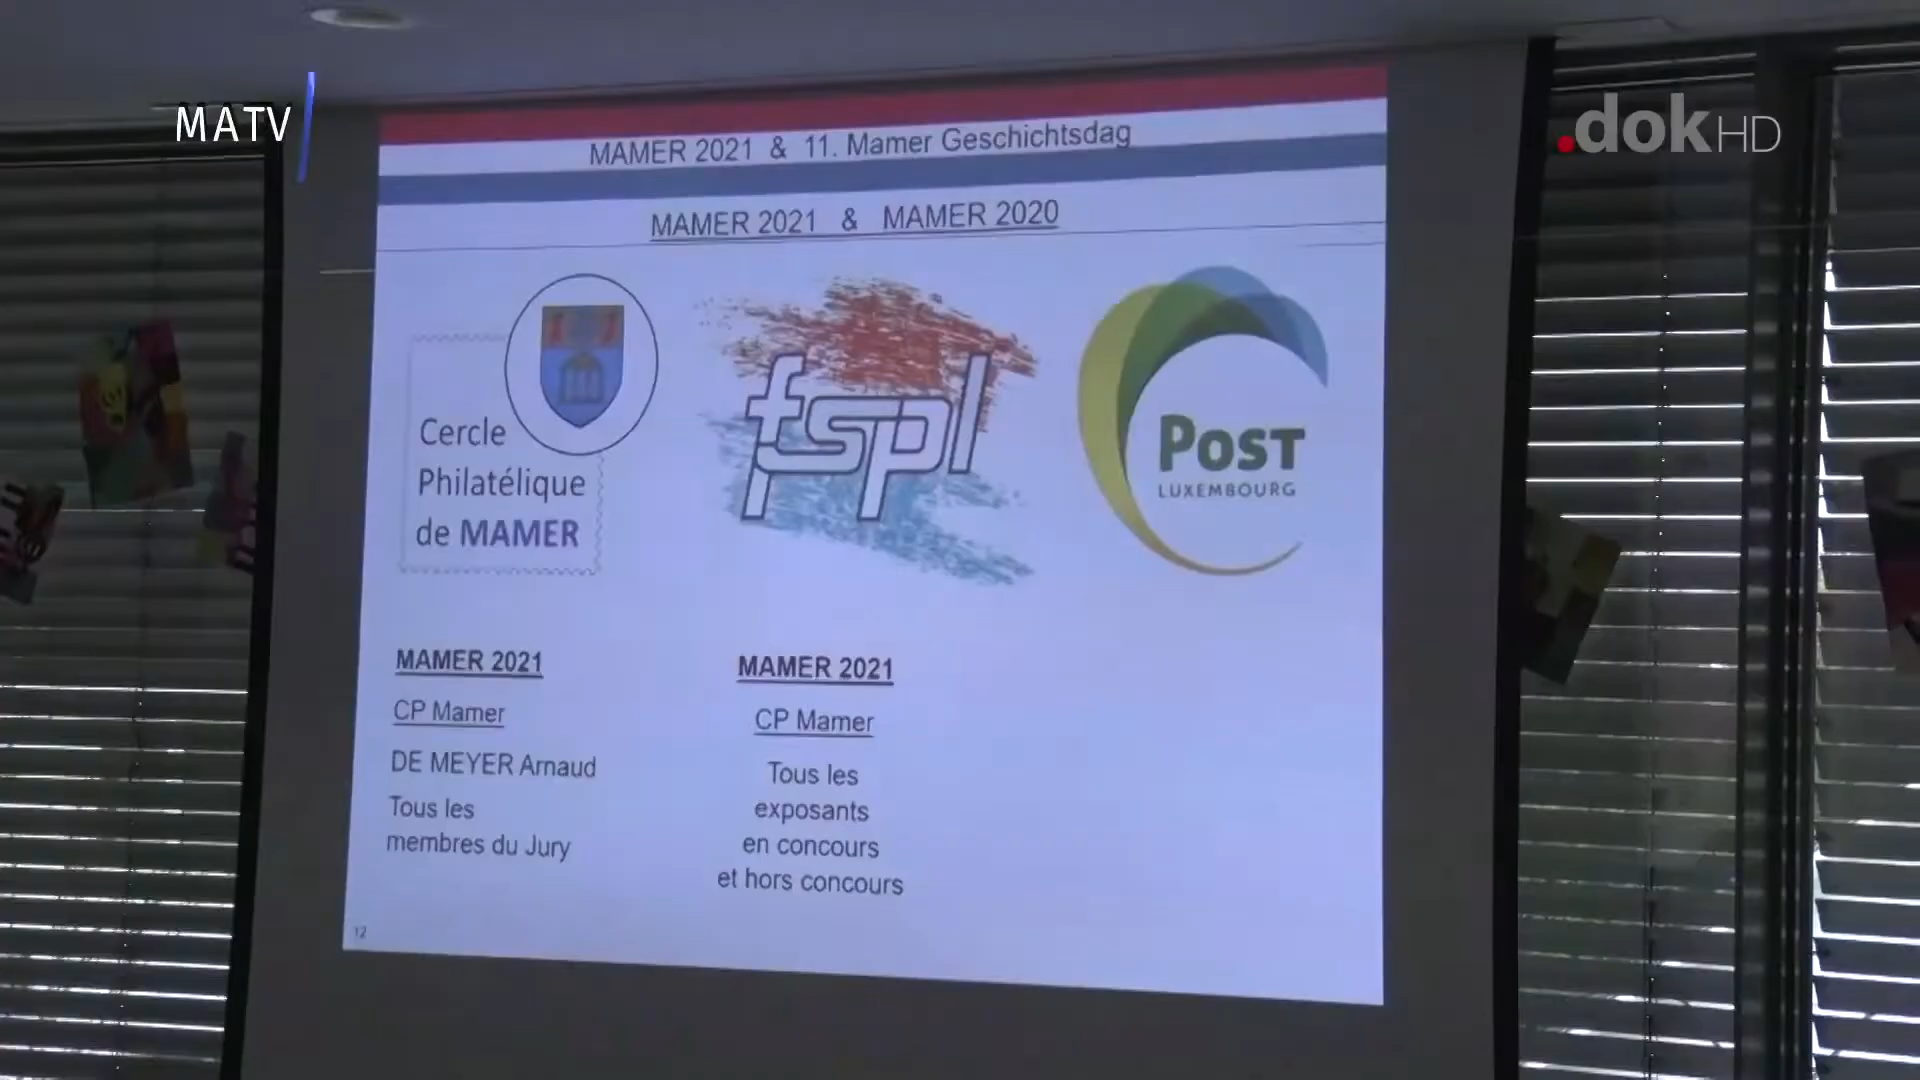 MATV
.dok HD
MAMER 2021 & 11. Mamer Geschichtsdag
MAMER 2021 & MAMER 2020
Cercle
Philatélique
de MAMER
fspl
POST
LUXEMBOURG
MAMER 2021
CP Mamer
DE MEYER Arnaud
Tous les
membres du Jury
MAMER 2021
CP Mamer
Tous les
exposants
en concours
et hors concours
12